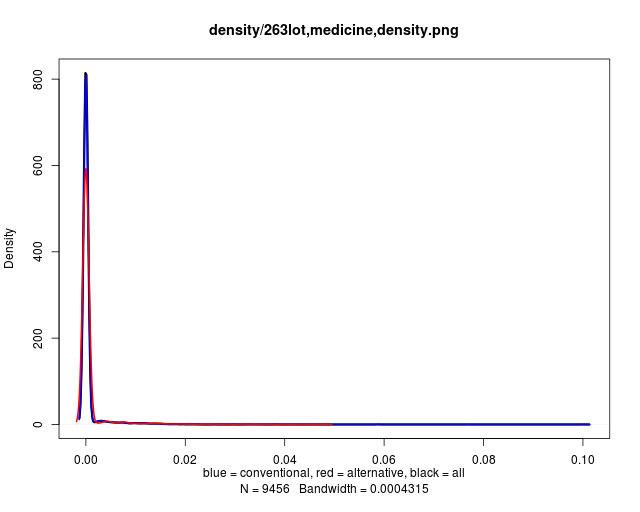 density/263lot,medicine,density.png
Density
800
600
400
200
0
0.00 0.02 0.04 0.06 0.08 0.10
blue = conventional, red = alternative, black = all
N = 9456 Bandwidth = 0.0004315